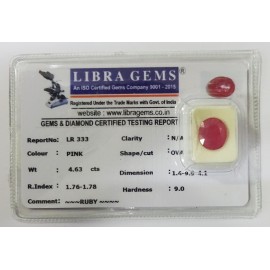 LIBRA GEMS
An ISO Certified Gems Company 9001 - 2015
Registered Under the Trade Mark with Govt. of India
website : www.libragems.co.in
GEMS & DIAMOND CERTIFIED TESTING REPORT
ReportNo: LR 333 Clarity N/A
Colour PINK Shape/cut OVA
Wt 4.63 cts Dimension
R.Index 1.76-1.78 Hardness 9.0
Comment ~~~RUBY~~~